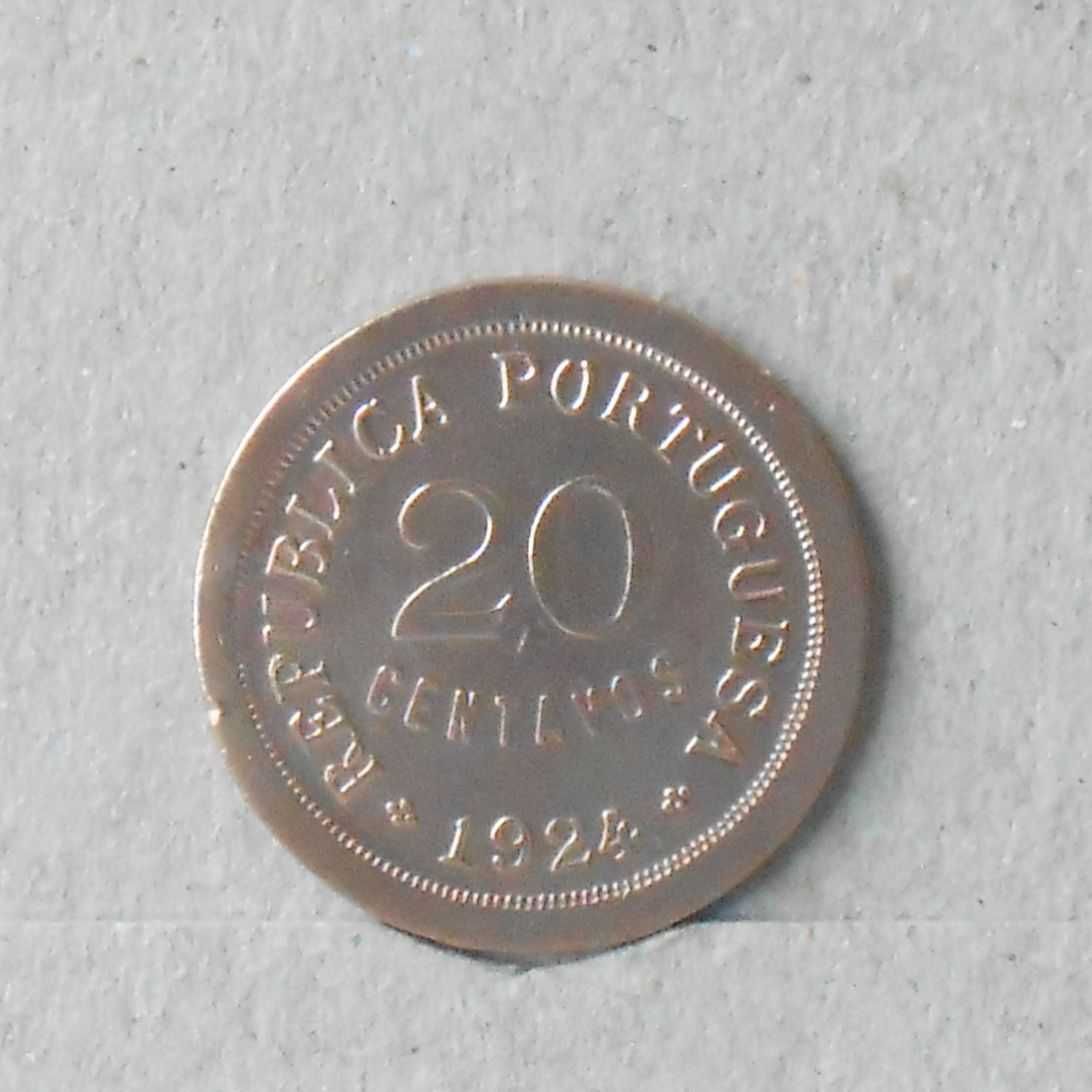 REPUBLICA PORTUGUESA
20
CENTAVOS
* 1924 *